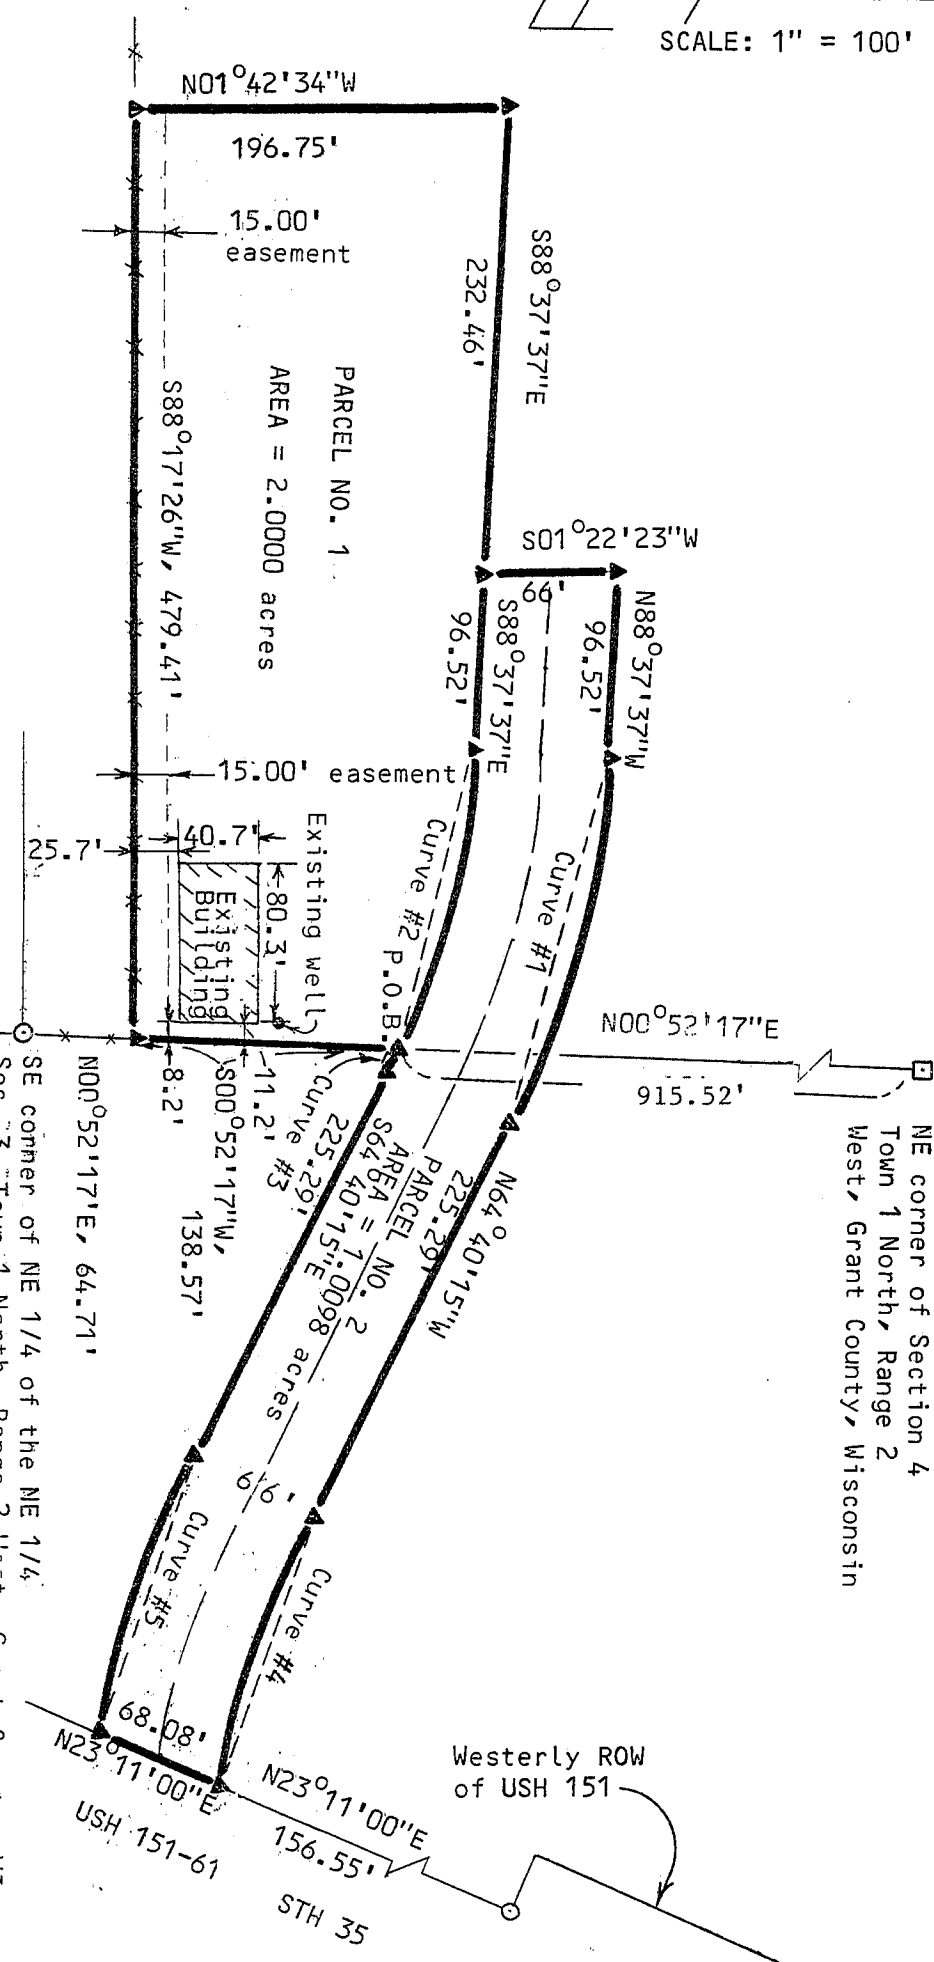 SCALE: 1" = 100'
N01°42'34"W
196.75'
15.00'
easement
S88°37'37"E
232.46'
PARCEL NO. 1
AREA = 2.0000 acres
S88°17'26"W, 479.41'
S01°22'23"W
66'
N88°37'37"W
96.52'
S88°37'37"E
96.52'
15.00' easement
Curve #2
Curve #1
40.7'
25.7'
80.3'
Existing well
Existing
Building
P.O.B.
N00°52'17"E
915.52'
NE corner of Section 4
Town 1 North, Range 2
West, Grant County, Wisconsin
8.2'
11.2'
S00°52'17"W,
138.57'
Curve #3
225.29'
S64°40'15"E
AREA = 1.0098 acres
PARCEL NO. 2
225.29'
N64°40'15"W
N00°52'17'E, 64.71'
SE corner of NE 1/4 of the NE 1/4
66'
Curve #5
Curve #4
68.08'
N23°11'00"E
N23°11'00"E
156.55'
USH 151-61
STH 35
Westerly ROW
of USH 151